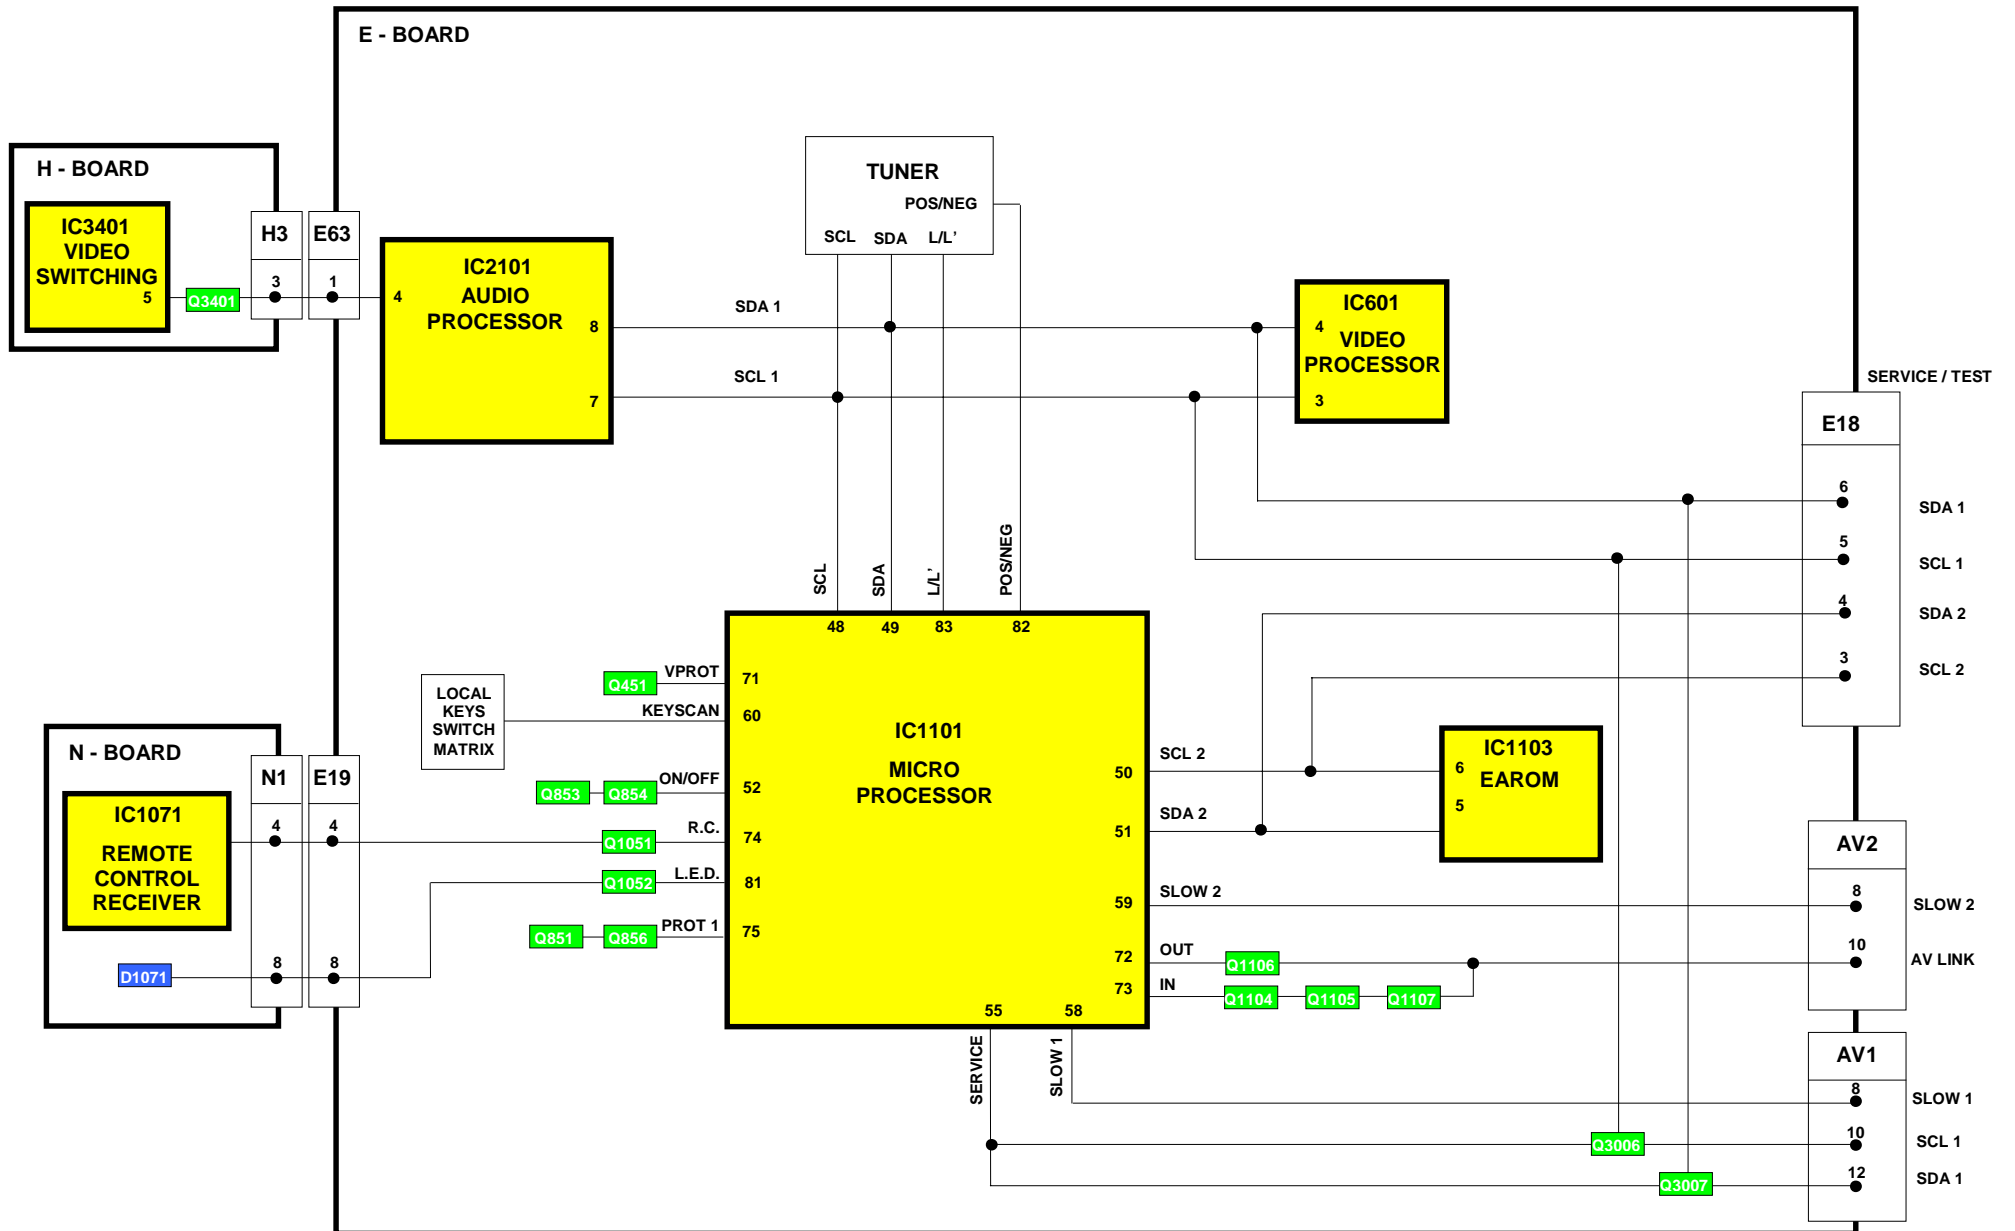 E - BOARD
H - BOARD
IC3401
VIDEO
SWITCHING
5
Q3401
H3
3
E63
1
IC2101
AUDIO
PROCESSOR
4
8
7
TUNER
POS/NEG
SCL
SDA
L/L'
SDA 1
SCL 1
IC601
VIDEO
PROCESSOR
4
3
SERVICE / TEST
E18
6
SDA 1
5
SCL 1
4
SDA 2
3
SCL 2
SCL
SDA
L/L'
POS/NEG
48
49
83
82
IC1101
MICRO
PROCESSOR
LOCAL
KEYS
SWITCH
MATRIX
Q451
VPROT
71
KEYSCAN
60
Q853
Q854
ON/OFF
52
Q1051
R.C.
74
Q1052
L.E.D.
81
Q851
Q856
PROT 1
75
N - BOARD
IC1071
REMOTE
CONTROL
RECEIVER
D1071
N1
4
8
E19
4
8
50
SCL 2
51
SDA 2
IC1103
EAROM
6
5
59
SLOW 2
72
OUT
Q1106
73
IN
Q1104
Q1105
Q1107
55
58
SERVICE
SLOW 1
AV2
8
SLOW 2
10
AV LINK
AV1
8
SLOW 1
Q3006
10
SCL 1
Q3007
12
SDA 1